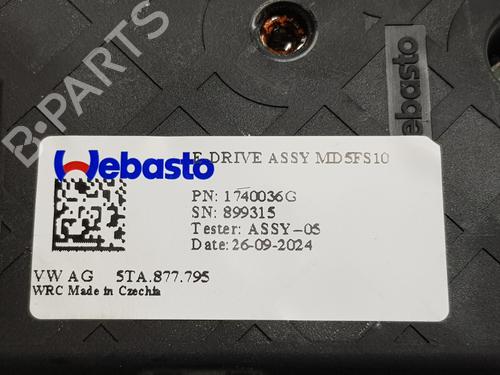 B-PARTS
Webasto
Webasto
E DRIVE ASSY MD5FS10
PN: 1740036G
SN: 899315
Tester: ASSY-05
Date: 26-09-2024
VW AG 5TA.877.795
WRC Made in Czechia